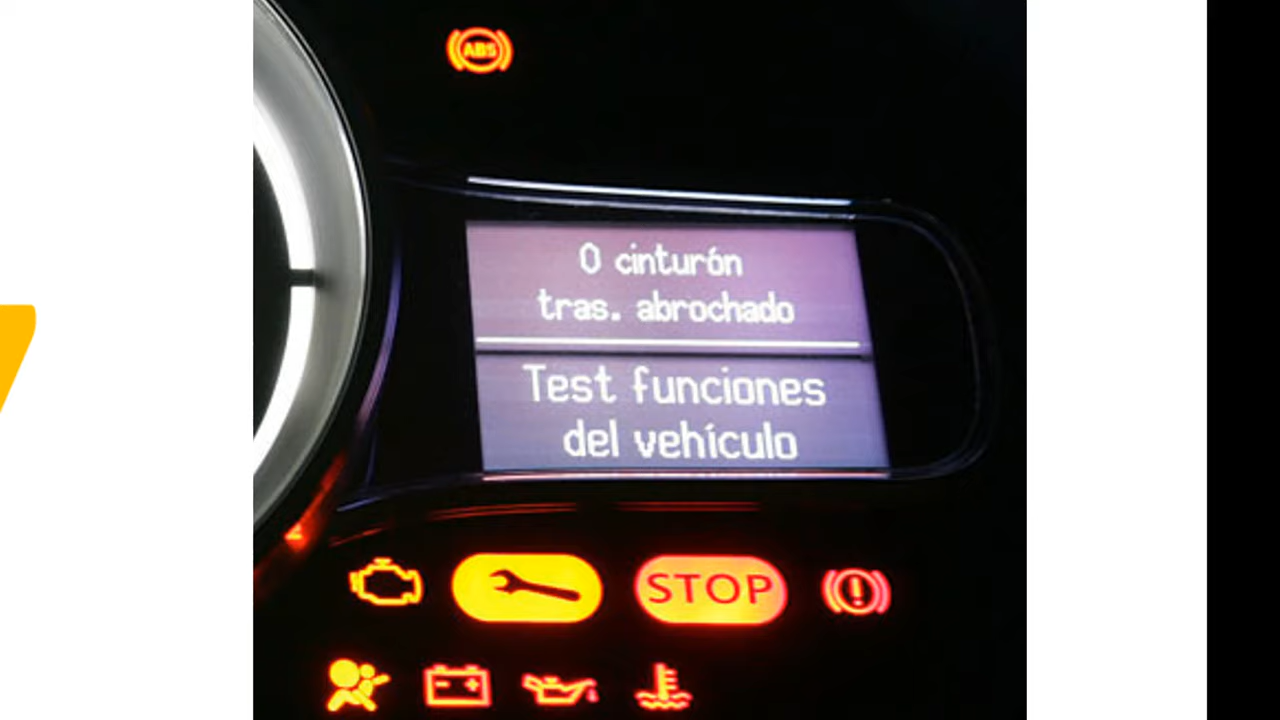 ABS
0 cinturón
tras. abrochado
Test funciones
del vehículo
STOP